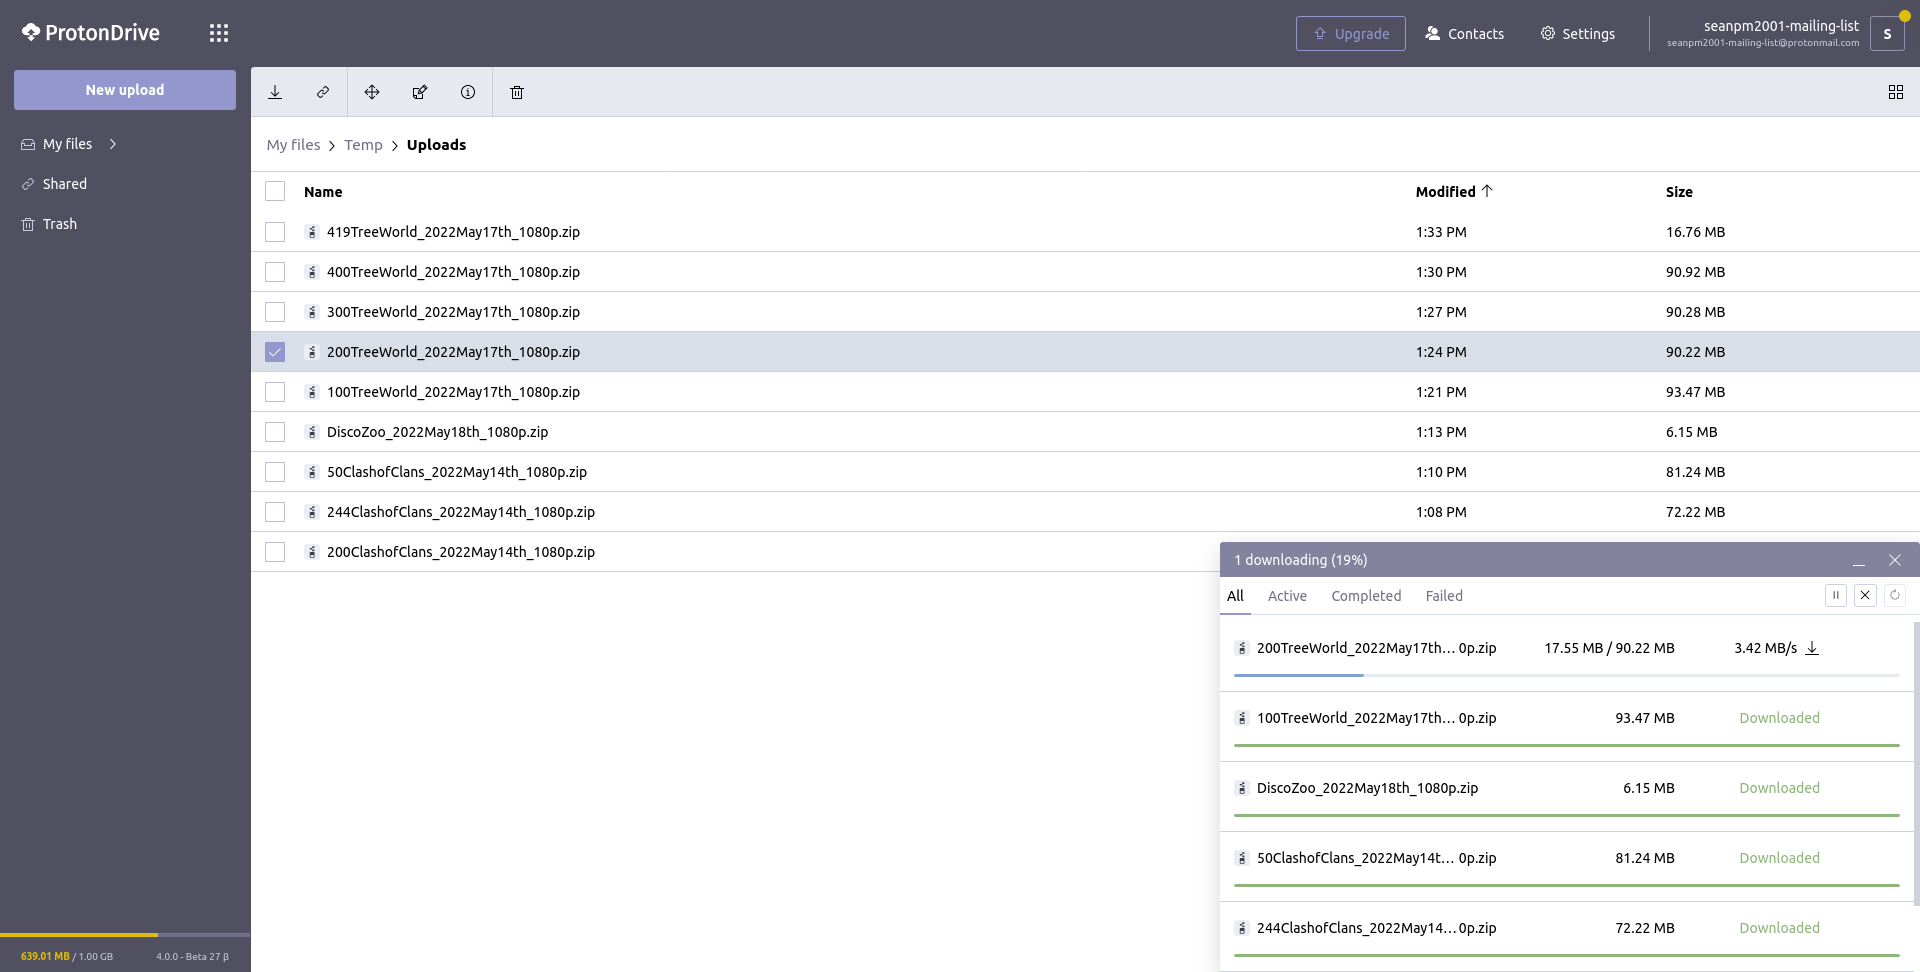 ProtonDrive
Upgrade
Contacts
Settings
seanpm2001-mailing-list
seanpm2001-mailing-list@protonmail.com
S
New upload
My files
Shared
Trash
My files > Temp > Uploads
Name Modified Size
419TreeWorld_2022May17th_1080p.zip 1:33 PM 16.76 MB
400TreeWorld_2022May17th_1080p.zip 1:30 PM 90.92 MB
300TreeWorld_2022May17th_1080p.zip 1:27 PM 90.28 MB
200TreeWorld_2022May17th_1080p.zip 1:24 PM 90.22 MB
100TreeWorld_2022May17th_1080p.zip 1:21 PM 93.47 MB
DiscoZoo_2022May18th_1080p.zip 1:13 PM 6.15 MB
50ClashofClans_2022May14th_1080p.zip 1:10 PM 81.24 MB
244ClashofClans_2022May14th_1080p.zip 1:08 PM 72.22 MB
200ClashofClans_2022May14th_1080p.zip
1 downloading (19%)
All Active Completed Failed
200TreeWorld_2022May17th... 0p.zip 17.55 MB / 90.22 MB 3.42 MB/s
100TreeWorld_2022May17th... 0p.zip 93.47 MB Downloaded
DiscoZoo_2022May18th_1080p.zip 6.15 MB Downloaded
50ClashofClans_2022May14t... 0p.zip 81.24 MB Downloaded
244ClashofClans_2022May14... 0p.zip 72.22 MB Downloaded
639.01 MB / 1.00 GB 4.0.0 - Beta 27 β